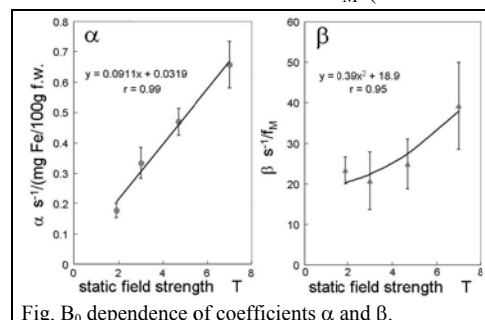 M (
α
y = 0.0911x + 0.0319
r = 0.99
α s⁻¹/(mg Fe/100g f.w.
0.8
0.7
0.6
0.5
0.4
0.3
0.2
0.1
0
0 2 4 6 8
static field strength T
β
y = 0.39x² + 18.9
r = 0.95
β s⁻¹/f_M
60
50
40
30
20
10
0
0 2 4 6 8
static field strength T
Fig. B₀ dependence of coefficients α and β.